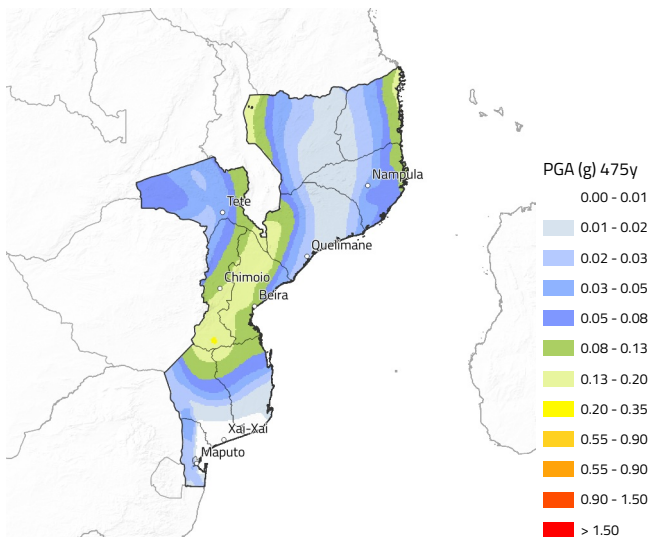 Nampula
Tete
Quelimane
Chimoio
Beira
Xai-Xai
Maputo
PGA (g) 475y
0.00 - 0.01
0.01 - 0.02
0.02 - 0.03
0.03 - 0.05
0.05 - 0.08
0.08 - 0.13
0.13 - 0.20
0.20 - 0.35
0.55 - 0.90
0.55 - 0.90
0.90 - 1.50
> 1.50